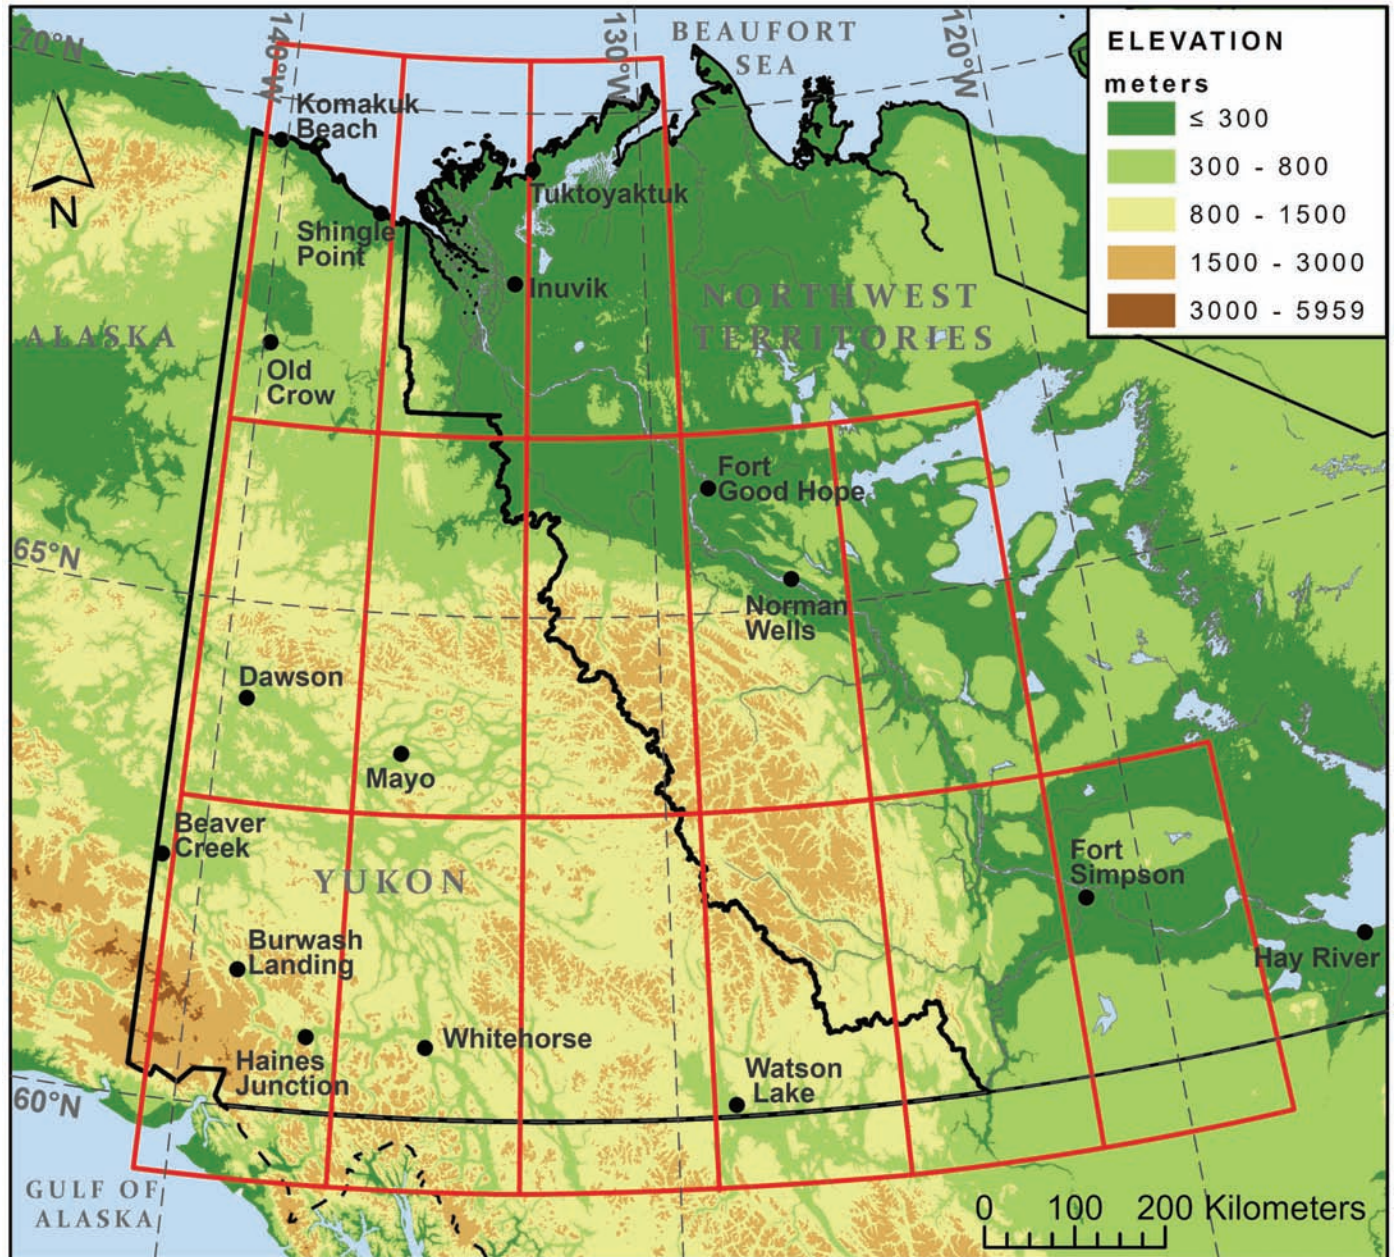 70°N
140°W
130°W
BEAUFORT
SEA
120°W
ELEVATION
meters
≤ 300
300 - 800
800 - 1500
1500 - 3000
3000 - 5959
N
Komakuk
Beach
Tuktoyaktuk
Shingle
Point
Inuvik
NORTHWEST
TERRITORIES
ALASKA
Old
Crow
Fort
Good Hope
65°N
Norman
Wells
Dawson
Mayo
Beaver
Creek
YUKON
Fort
Simpson
Burwash
Landing
Hay River
Whitehorse
Haines
Junction
Watson
Lake
60°N
GULF OF
ALASKA
0 100 200 Kilometers